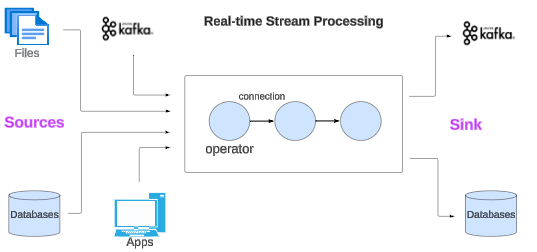 Real-time Stream Processing
kafka
kafka
Files
connection
operator
Sources
Sink
Databases
Apps
Databases